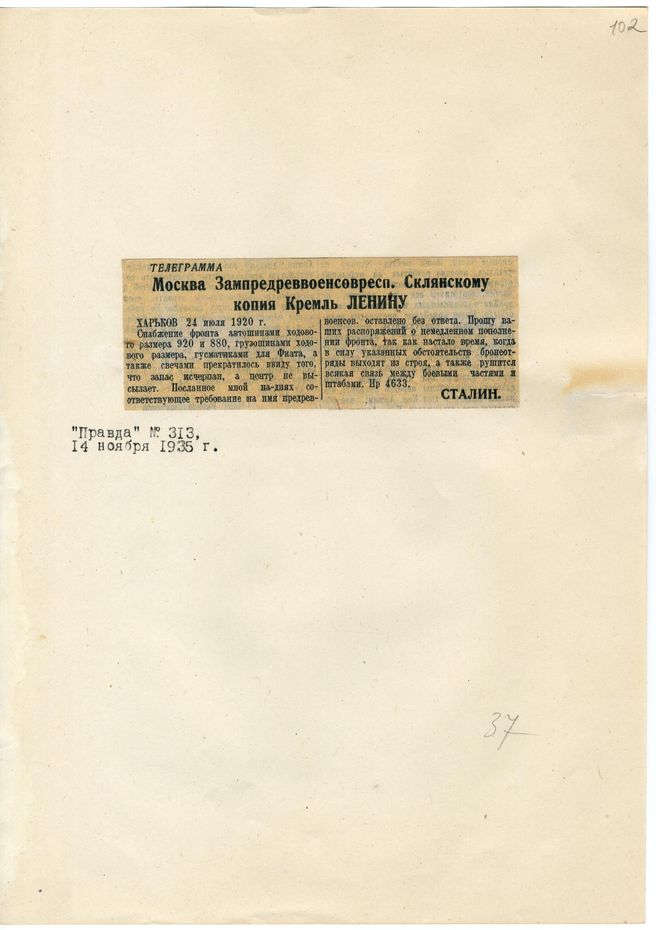 102
ТЕЛЕГРАММА
Москва Зампредреввоенсовресп. Склянскому
копия Кремль ЛЕНИНУ
ХАРЬКОВ 24 июля 1920 г.
Снабжение фронта автошинами ходово-
го размера 920 и 880, грузошинами ходо-
вого размера, гусматиками для Фиата, а
также свечами прекратилось ввиду того,
что запас исчерпан, а центр не вы-
сылает. Посланное мной на-днях со-
ответствующее требование на имя предрев-
военсов. оставлено без ответа. Прошу ва-
ших распоряжений о немедленном пополне-
нии фронта, так как настало время, когда
в силу указанных обстоятельств бронеот-
ряды выходят из строя, а также рушится
всякая связь между боевыми частями и
штабами. Нр 4633.
СТАЛИН.
"Правда" № 313,
14 ноября 1935 г.
37